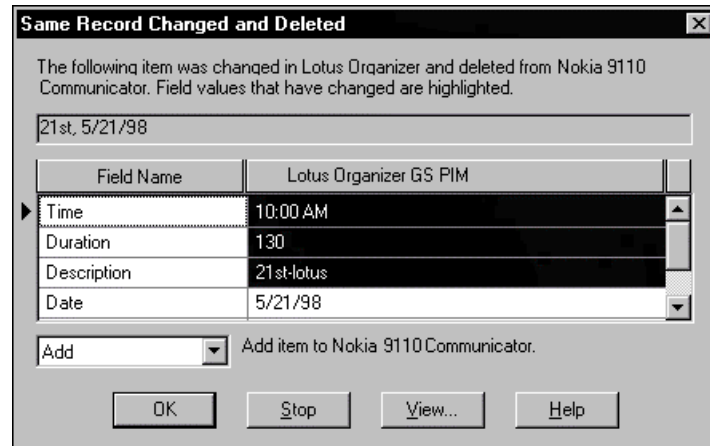 Same Record Changed and Deleted
The following item was changed in Lotus Organizer and deleted from Nokia 9110
Communicator. Field values that have changed are highlighted.
21st, 5/21/98
Field Name Lotus Organizer GS PIM
Time 10:00 AM
Duration 130
Description 21st-lotus
Date 5/21/98
Add Add item to Nokia 9110 Communicator.
OK Stop View... Help